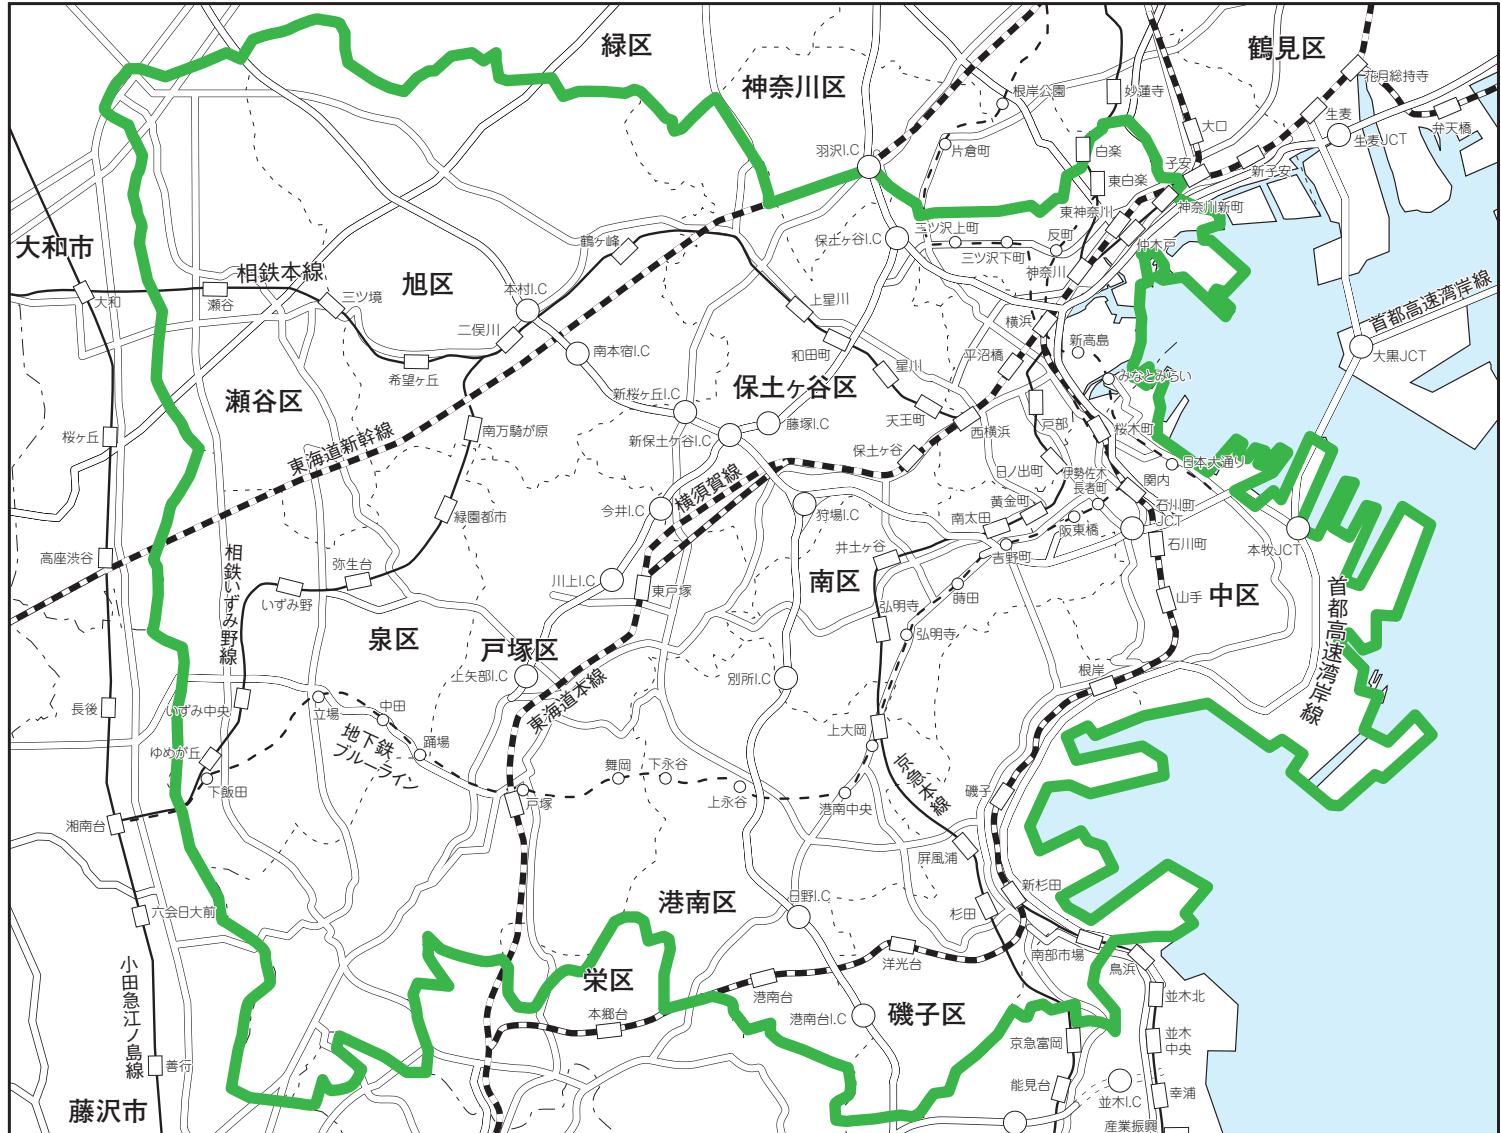 緑区
鶴見区
神奈川区
花月総持寺
根岸公園
妙蓮寺
生麦
弁天橋
大口
生麦JCT
羽沢I.C
片倉町
白楽
子安
新子安
東白楽
神奈川新町
東神奈川
三ツ沢上町
反町
仲木戸
保土ヶ谷I.C
三ツ沢下町
神奈川
鶴ヶ峰
大和市
相鉄本線
旭区
大和
瀬谷
三ツ境
本村I.C
上星川
首都高速湾岸線
二俣川
横浜
新高島
和田町
平沼橋
大黒JCT
南本宿I.C
希望ヶ丘
星川
みなとみらい
瀬谷区
新桜ヶ丘I.C
保土ヶ谷区
天王町
西横浜
戸部
桜木町
藤塚I.C
新保土ヶ谷I.C
南万騎が原
桜ヶ丘
東海道新幹線
保土ヶ谷
日ノ出町
伊勢佐木
長者町
関内
日本大通り
横須賀線
黄金町
石川町
JCT
今井I.C
狩場I.C
南太田
阪東橋
緑園都市
石川町
本牧JCT
井土ヶ谷
吉野町
高座渋谷
相鉄いずみ野線
弥生台
川上I.C
東戸塚
南区
蒔田
山手
中区
首都高速湾岸線
いずみ野
弘明寺
弘明寺
泉区
戸塚区
上矢部I.C
別所I.C
根岸
長後
いずみ中央
立場
中田
東海道本線
上大岡
地下鉄
ブルーライン
踊場
ゆめが丘
下飯田
舞岡
下永谷
上永谷
京急本線
磯子
港南中央
戸塚
湘南台
屏風浦
新杉田
六会日大前
港南区
日野I.C
杉田
南部市場
鳥浜
小田急江ノ島線
栄区
洋光台
港南台
並木北
本郷台
港南台I.C
磯子区
京急富岡
並木
中央
善行
能見台
並木I.C
幸浦
藤沢市
産業振興